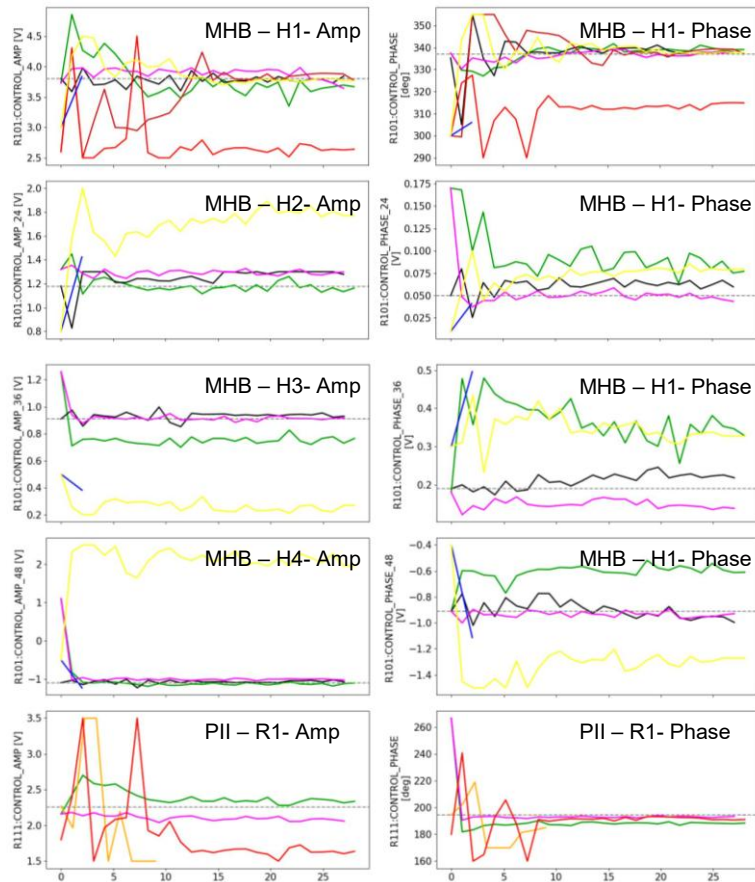 MHB – H1- Amp
R101:CONTROL_AMP [V]
4.5
4.0
3.5
3.0
2.5
MHB – H1- Phase
R101:CONTROL_PHASE
[deg]
350
340
330
320
310
300
290
MHB – H2- Amp
R101:CONTROL_AMP_24 [V]
2.0
1.8
1.6
1.4
1.2
1.0
0.8
MHB – H1- Phase
R101:CONTROL_PHASE_24
[V]
0.175
0.150
0.125
0.100
0.075
0.050
0.025
MHB – H3- Amp
R101:CONTROL_AMP_36 [V]
1.2
1.0
0.8
0.6
0.4
0.2
MHB – H1- Phase
R101:CONTROL_PHASE_36
[V]
0.5
0.4
0.3
0.2
MHB – H4- Amp
R101:CONTROL_AMP_48 [V]
2
1
0
−1
MHB – H1- Phase
R101:CONTROL_PHASE_48
[V]
−0.4
−0.6
−0.8
−1.0
−1.2
−1.4
PII – R1- Amp
R111:CONTROL_AMP [V]
3.5
3.0
2.5
2.0
1.5
0 5 10 15 20 25
PII – R1- Phase
R111:CONTROL_PHASE
[deg]
260
240
220
200
180
160
0 5 10 15 20 25